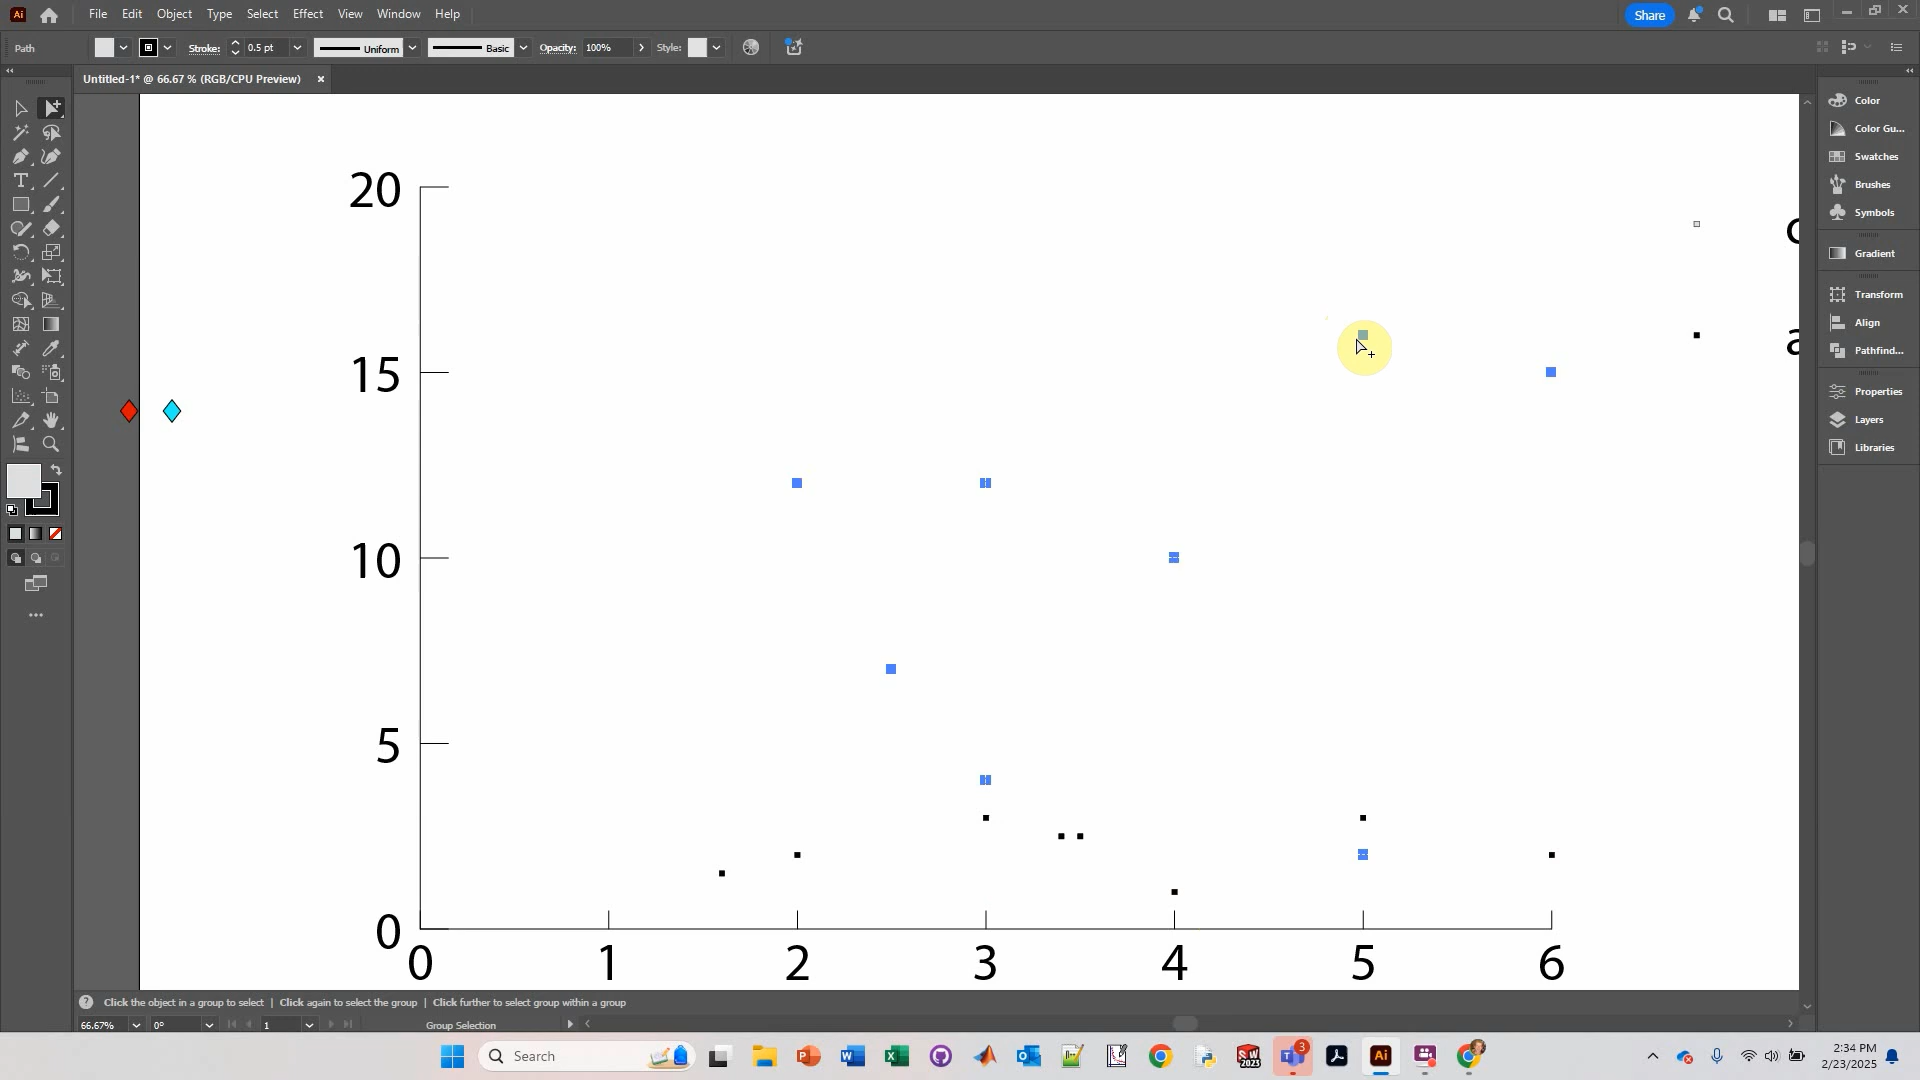 Ai File Edit Object Type Select Effect View Window Help Share
Path Stroke: 0.5 pt Uniform Basic Opacity: 100% Style:
Untitled-1* @ 66.67 % (RGB/CPU Preview)
Color
Color Gu...
Swatches
Brushes
Symbols
Gradient
Transform
Align
Pathfind...
Properties
Layers
Libraries
20
15
a
10
5
0
0 1 2 3 4 5 6
Click the object in a group to select | Click again to select the group | Click further to select group within a group
66.67% 0° 1 Group Selection
Search
3
2:34 PM
2/23/2025